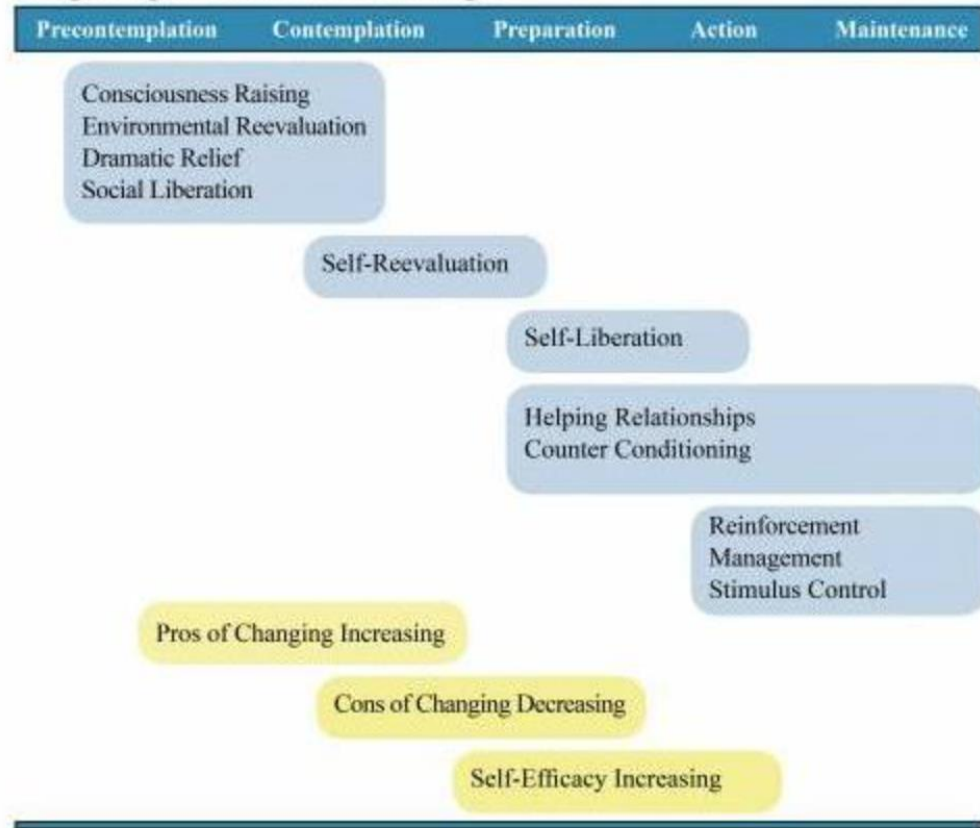 Precontemplation Contemplation Preparation Action Maintenance
Consciousness Raising
Environmental Reevaluation
Dramatic Relief
Social Liberation
Self-Reevaluation
Self-Liberation
Helping Relationships
Counter Conditioning
Reinforcement
Management
Stimulus Control
Pros of Changing Increasing
Cons of Changing Decreasing
Self-Efficacy Increasing